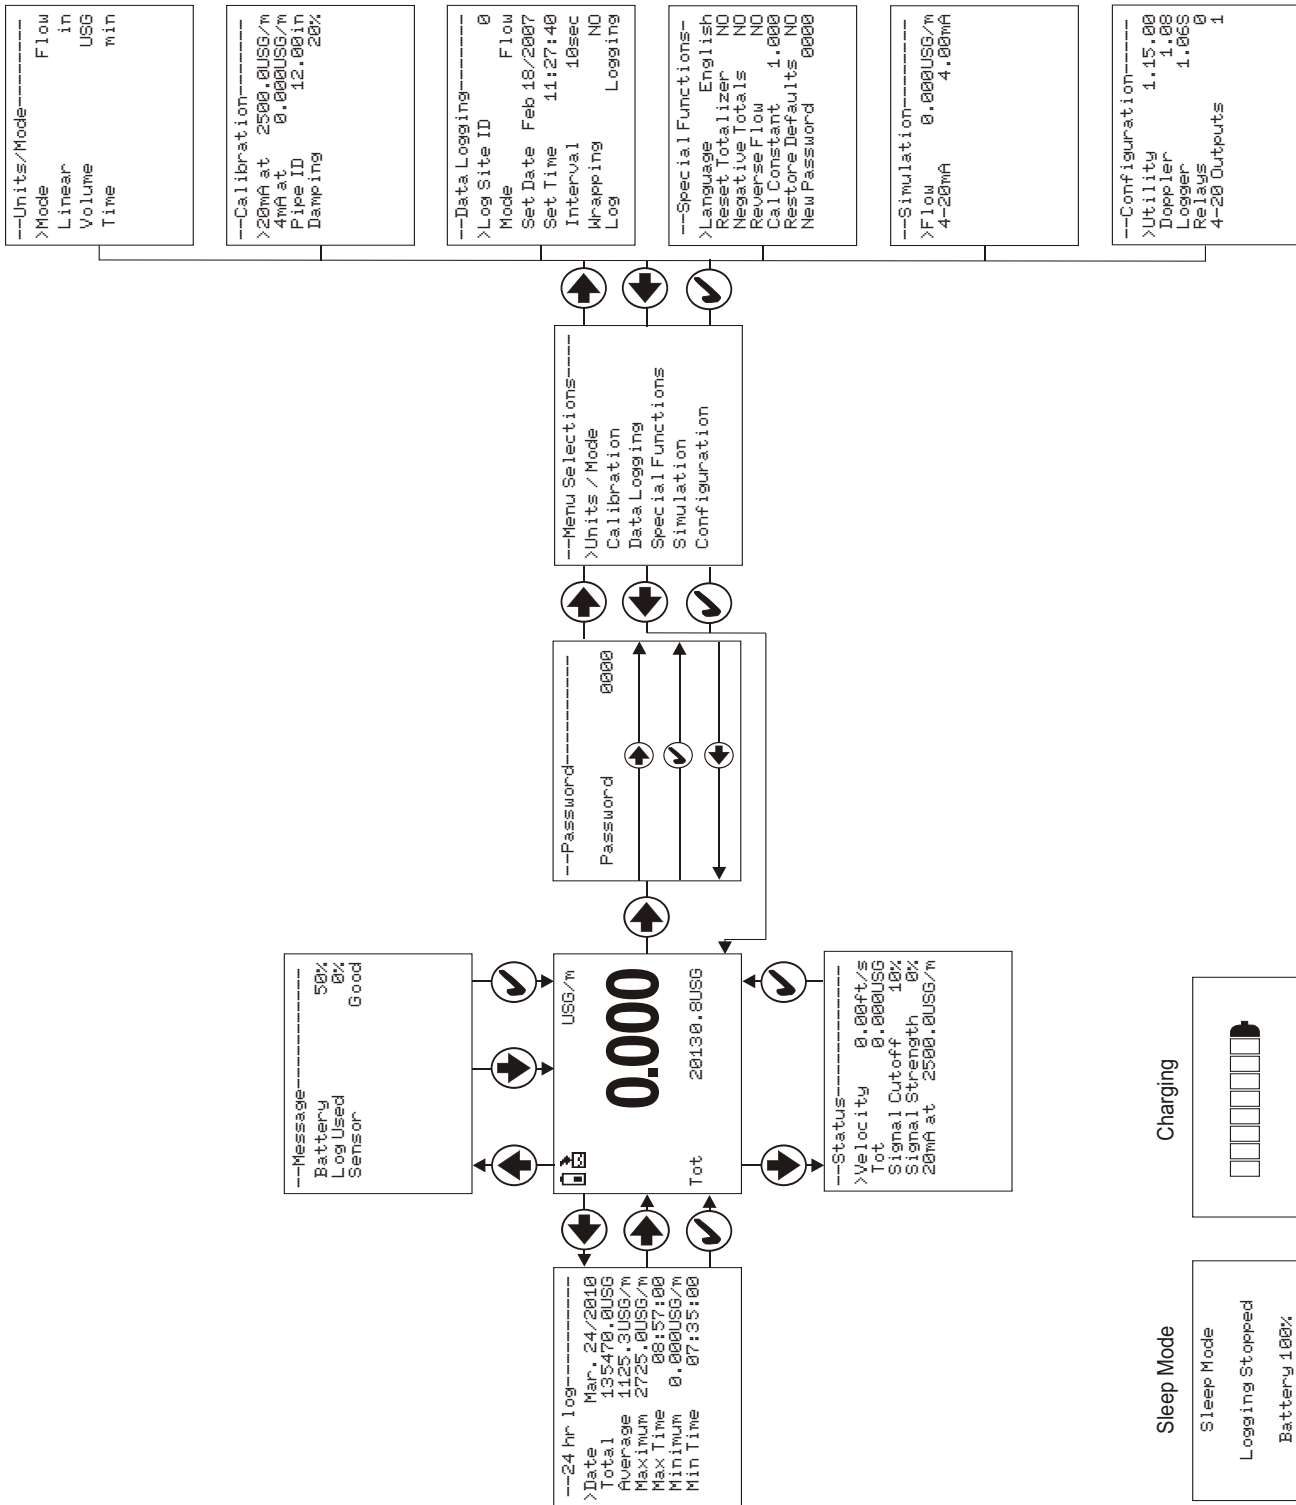 --Units/Mode---------
>Mode Flow
Linear in
Volume USG
Time min
--Calibration--------
>20mA at 2500.0USG/m
4mA at 0.000USG/m
Pipe ID 12.00in
Damping 20%
--Data Logging-------
>Log Site ID 0
Mode Flow
Set Date Feb 18/2007
Set Time 11:27:40
Interval 10sec
Wrapping NO
Log Logging
--Special Functions--
>Language English
Reset Totalizer NO
Negative Totals NO
Reverse Flow NO
Cal Constant 1.000
Restore Defaults NO
New Password 0000
--Simulation---------
>Flow 0.000USG/m
4-20mA 4.00mA
--Configuration------
>Utility 1.15.00
Doppler 1.08
Logger 1.06S
Relays 0
4-20 Outputs 1
--Menu Selections-----
>Units / Mode
Calibration
Data Logging
Special Functions
Simulation
Configuration
--Password-----------
Password 0000
--Message------------
Battery 50%
Log Used 0%
Sensor Good
USG/m
0.000
Tot 20130.8USG
--Status-------------
>Velocity 0.00ft/s
Tot 0.000USG
Signal Cutoff 10%
Signal Strength 0%
20mA at 2500.0USG/m
--24 hr log----------
>Date Mar.24/2010
Total 135470.0USG
Average 1125.3USG/m
Maximum 2725.0USG/m
Max Time 08:57:00
Minimum 0.000USG/m
Min Time 07:35:00
Sleep Mode
Sleep Mode
Logging Stopped
Battery 100%
Charging